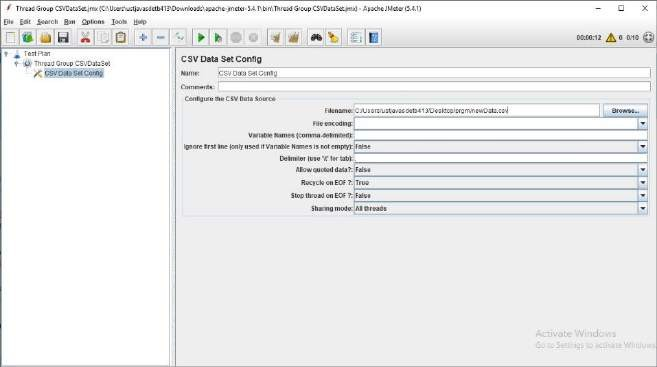 Thread Group CSVDataSet.jmx (C:\Users\ustjavasdetb413\Downloads\apache-jmeter-5.4.1\bin\Thread Group CSVDataSet.jmx) - Apache JMeter (5.4.1)
File Edit Search Run Options Tools Help
00:00:12 0 0/10
Test Plan
Thread Group CSVDataSet
CSV Data Set Config
CSV Data Set Config
Name: CSV Data Set Config
Comments:
Configure the CSV Data Source
Filename: C:/Users/ustjavasdetb413/Desktop/prgm/newData.csv Browse...
File encoding:
Variable Names (comma-delimited):
Ignore first line (only used if Variable Names is not empty): False
Delimiter (use '\t' for tab):
Allow quoted data?: False
Recycle on EOF ?: True
Stop thread on EOF ?: False
Sharing mode: All threads
Activate Windows
Go to Settings to activate Windows.